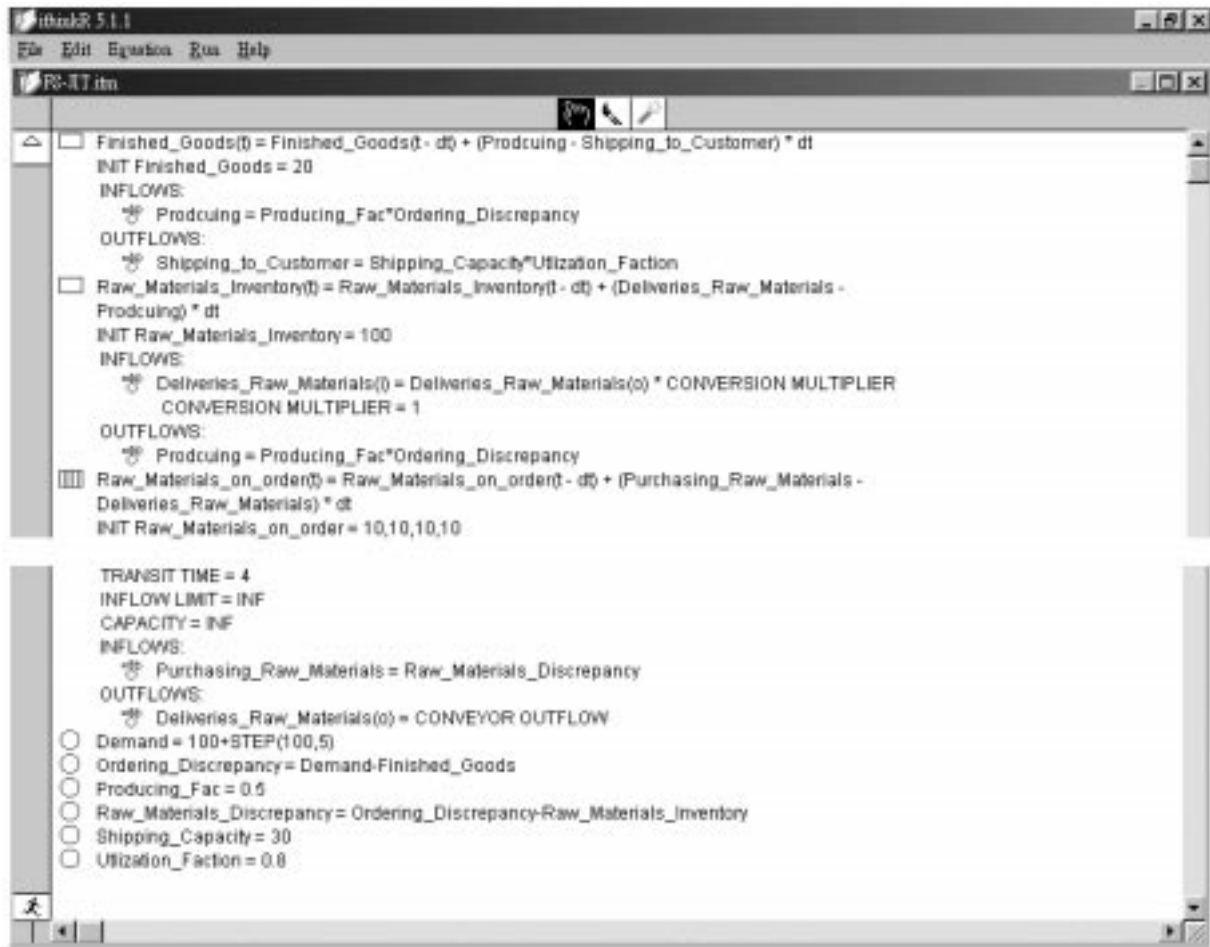 ithinkR 5.1.1
File Edit Equation Run Help
PS-JIT.itm
Finished_Goods(t) = Finished_Goods(t - dt) + (Prodcuing - Shipping_to_Customer) * dt
INIT Finished_Goods = 20
INFLOWS:
Prodcuing = Producing_Fac*Ordering_Discrepancy
OUTFLOWS:
Shipping_to_Customer = Shipping_Capacity*Utlization_Faction
Raw_Materials_Inventory(t) = Raw_Materials_Inventory(t - dt) + (Deliveries_Raw_Materials -
Prodcuing) * dt
INIT Raw_Materials_Inventory = 100
INFLOWS:
Deliveries_Raw_Materials(i) = Deliveries_Raw_Materials(o) * CONVERSION MULTIPLIER
CONVERSION MULTIPLIER = 1
OUTFLOWS:
Prodcuing = Producing_Fac*Ordering_Discrepancy
Raw_Materials_on_order(t) = Raw_Materials_on_order(t - dt) + (Purchasing_Raw_Materials -
Deliveries_Raw_Materials) * dt
INIT Raw_Materials_on_order = 10,10,10,10
TRANSIT TIME = 4
INFLOW LIMIT = INF
CAPACITY = INF
INFLOWS:
Purchasing_Raw_Materials = Raw_Materials_Discrepancy
OUTFLOWS:
Deliveries_Raw_Materials(o) = CONVEYOR OUTFLOW
Demand = 100+STEP(100,5)
Ordering_Discrepancy = Demand-Finished_Goods
Producing_Fac = 0.5
Raw_Materials_Discrepancy = Ordering_Discrepancy-Raw_Materials_Inventory
Shipping_Capacity = 30
Utlization_Faction = 0.8